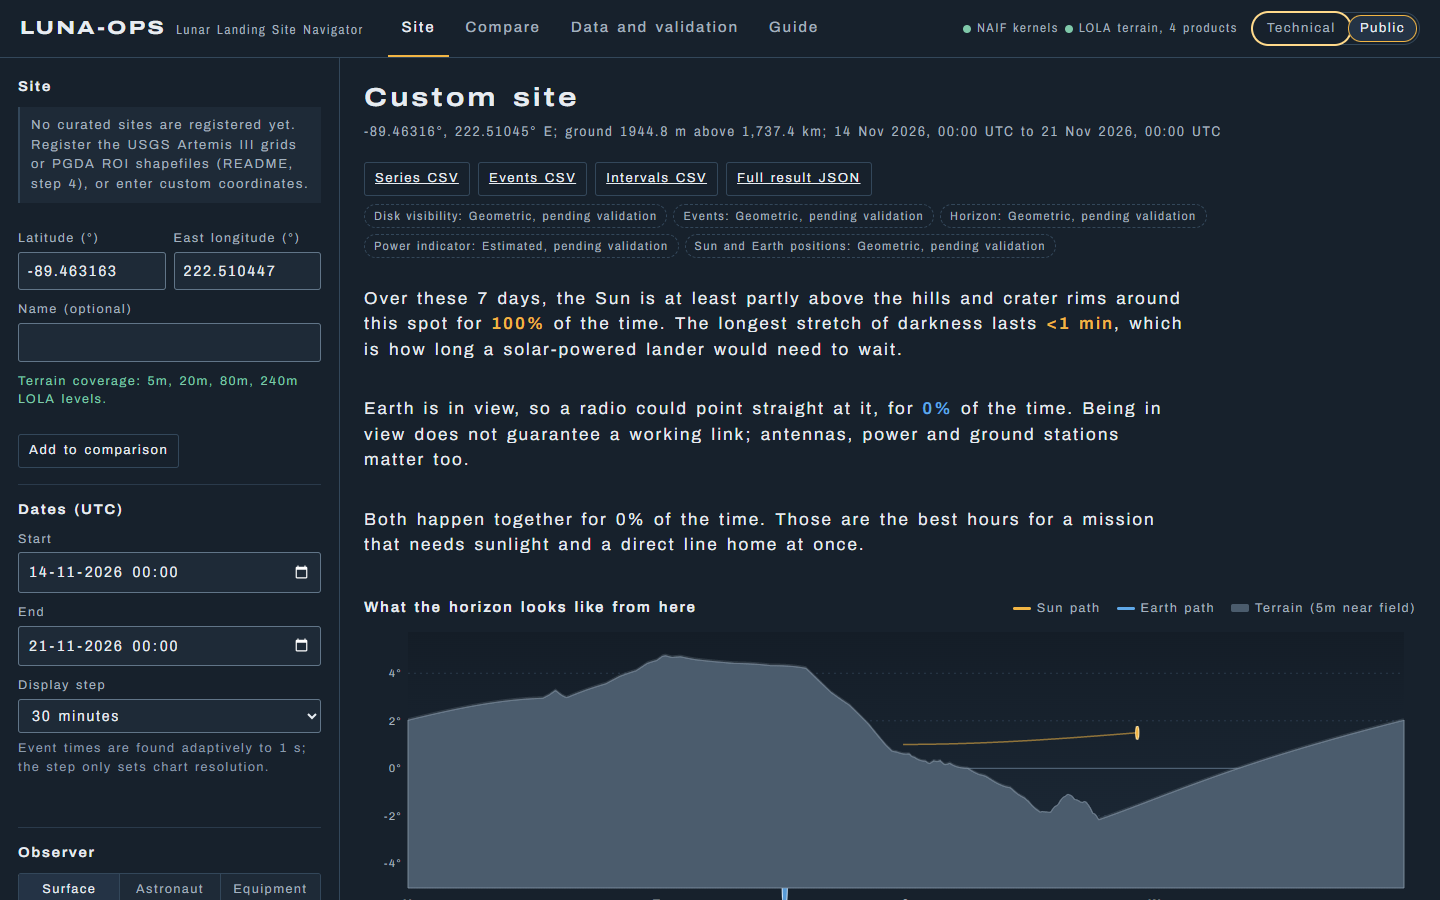 LUNA-OPS Lunar Landing Site Navigator Site Compare Data and validation Guide NAIF kernels LOLA terrain, 4 products Technical Public
Site
No curated sites are registered yet.
Register the USGS Artemis III grids
or PGDA ROI shapefiles (README,
step 4), or enter custom coordinates.
Latitude (°) East longitude (°)
-89.463163 222.510447
Name (optional)
Terrain coverage: 5m, 20m, 80m, 240m
LOLA levels.
Add to comparison
Dates (UTC)
Start
14-11-2026 00:00
End
21-11-2026 00:00
Display step
30 minutes
Event times are found adaptively to 1 s;
the step only sets chart resolution.
Observer
Surface Astronaut Equipment
Custom site
-89.46316°, 222.51045° E; ground 1944.8 m above 1,737.4 km; 14 Nov 2026, 00:00 UTC to 21 Nov 2026, 00:00 UTC
Series CSV Events CSV Intervals CSV Full result JSON
Disk visibility: Geometric, pending validation Events: Geometric, pending validation Horizon: Geometric, pending validation
Power indicator: Estimated, pending validation Sun and Earth positions: Geometric, pending validation
Over these 7 days, the Sun is at least partly above the hills and crater rims around
this spot for 100% of the time. The longest stretch of darkness lasts <1 min, which
is how long a solar-powered lander would need to wait.
Earth is in view, so a radio could point straight at it, for 0% of the time. Being in
view does not guarantee a working link; antennas, power and ground stations
matter too.
Both happen together for 0% of the time. Those are the best hours for a mission
that needs sunlight and a direct line home at once.
What the horizon looks like from here Sun path Earth path Terrain (5m near field)
4°
2°
0°
-2°
-4°